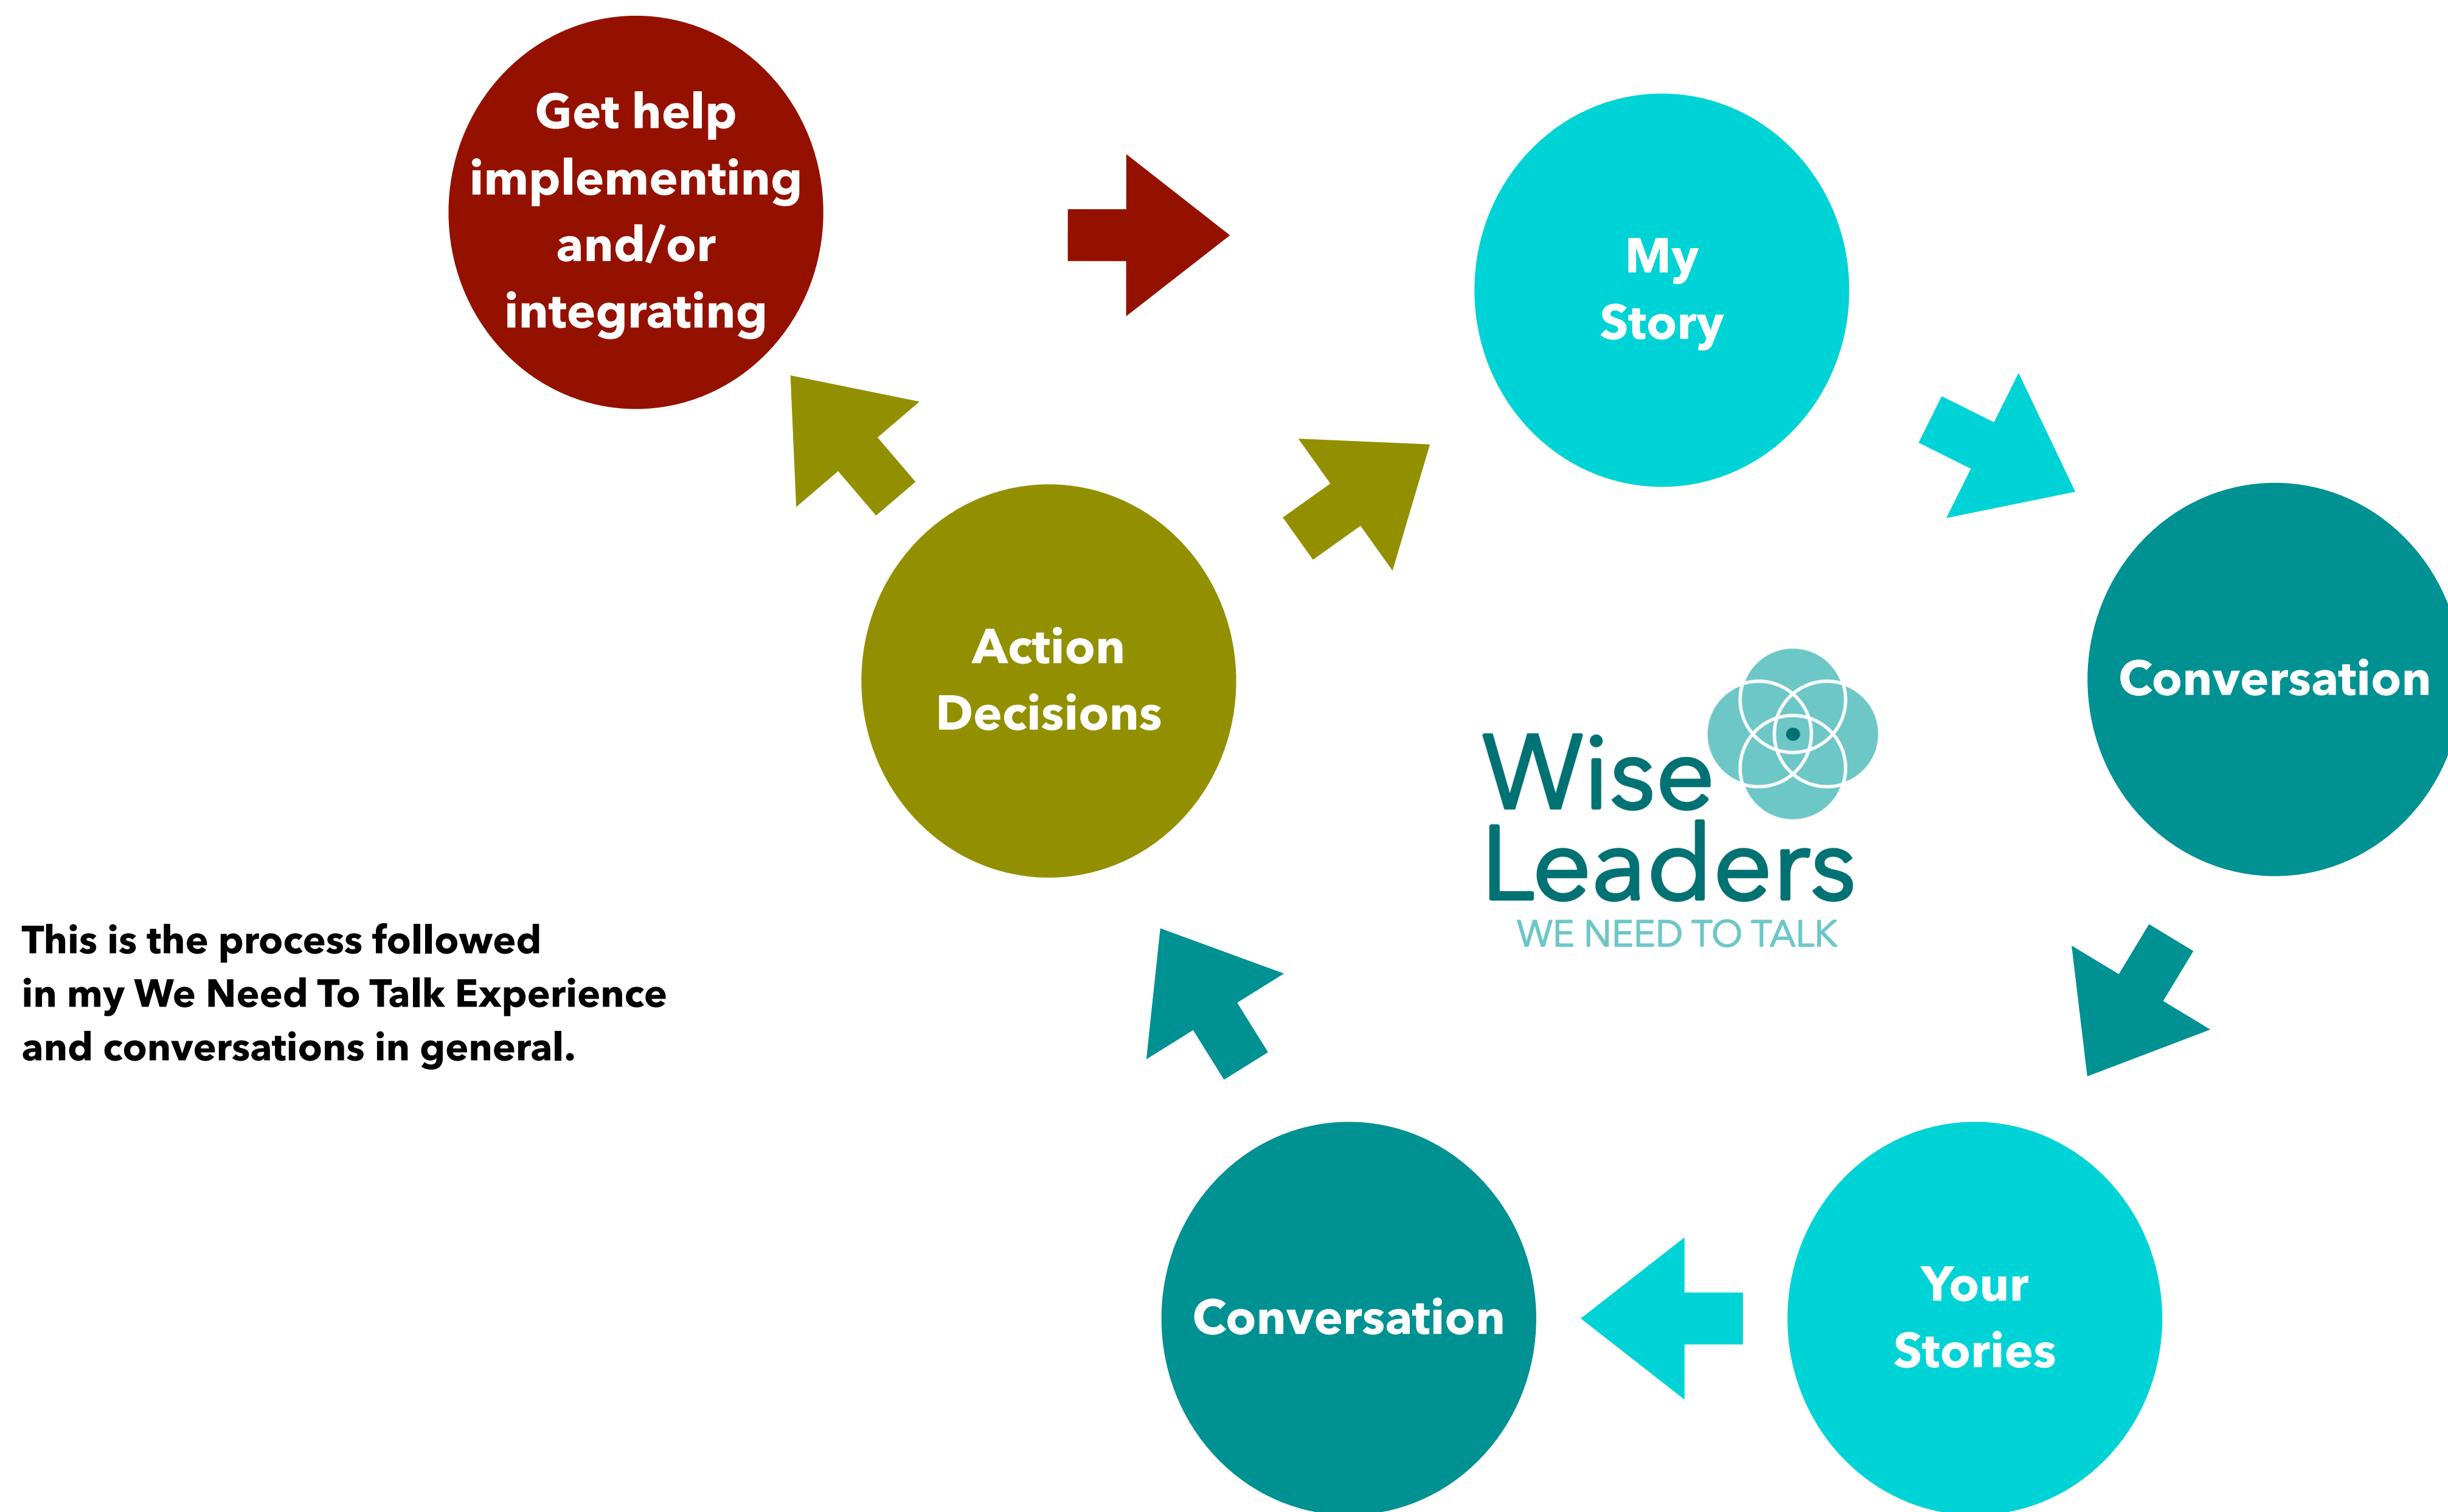 Get help
implementing
and/or
integrating
My
Story
Conversation
Action
Decisions
Wise
Leaders
WE NEED TO TALK
This is the process followed
in my We Need To Talk Experience
and conversations in general.
Your
Stories
Conversation